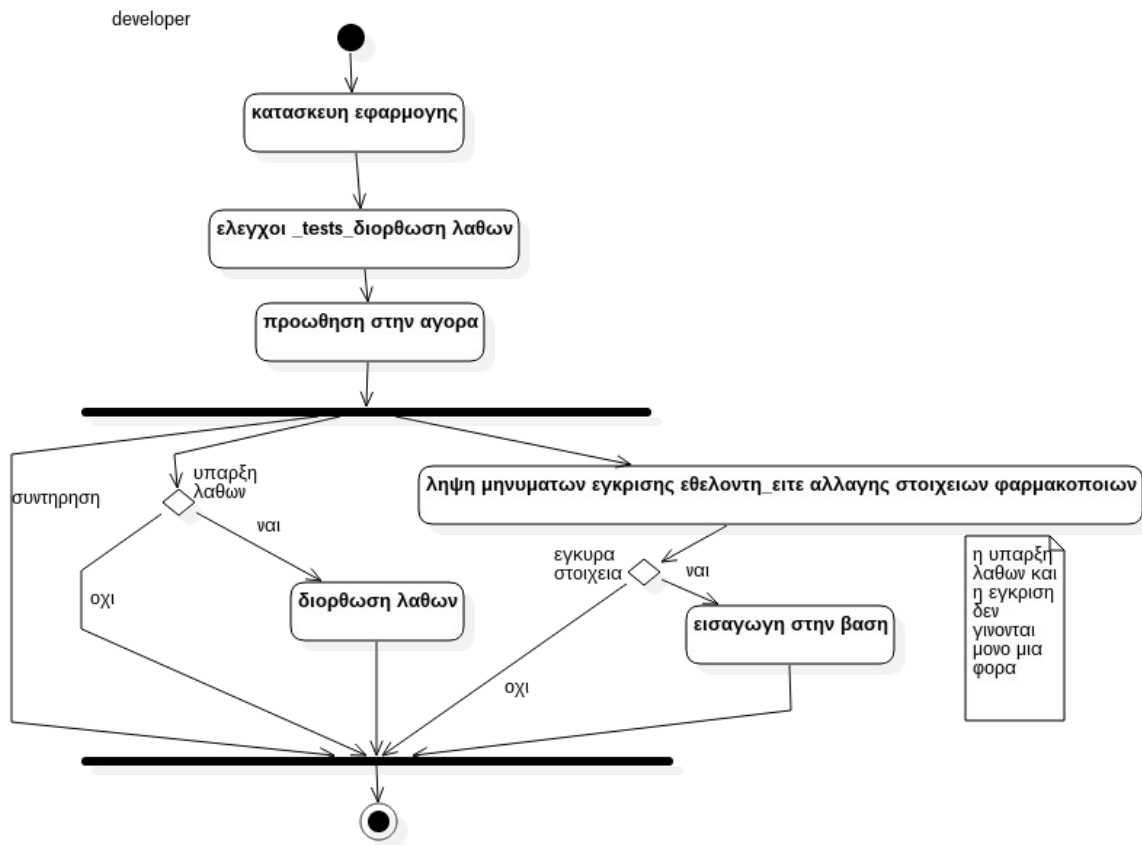 developer
κατασκευη εφαρμογης
ελεγχοι _tests_διορθωση λαθων
προωθηση στην αγορα
συντηρηση
υπαρξη
λαθων
ναι
οχι
διορθωση λαθων
ληψη μηνυματων εγκρισης εθελοντη_ειτε αλλαγης στοιχειων φαρμακοποιων
εγκυρα
στοιχεια
ναι
οχι
εισαγωγη στην βαση
η υπαρξη
λαθων και
η εγκριση
δεν
γινονται
μονο μια
φορα